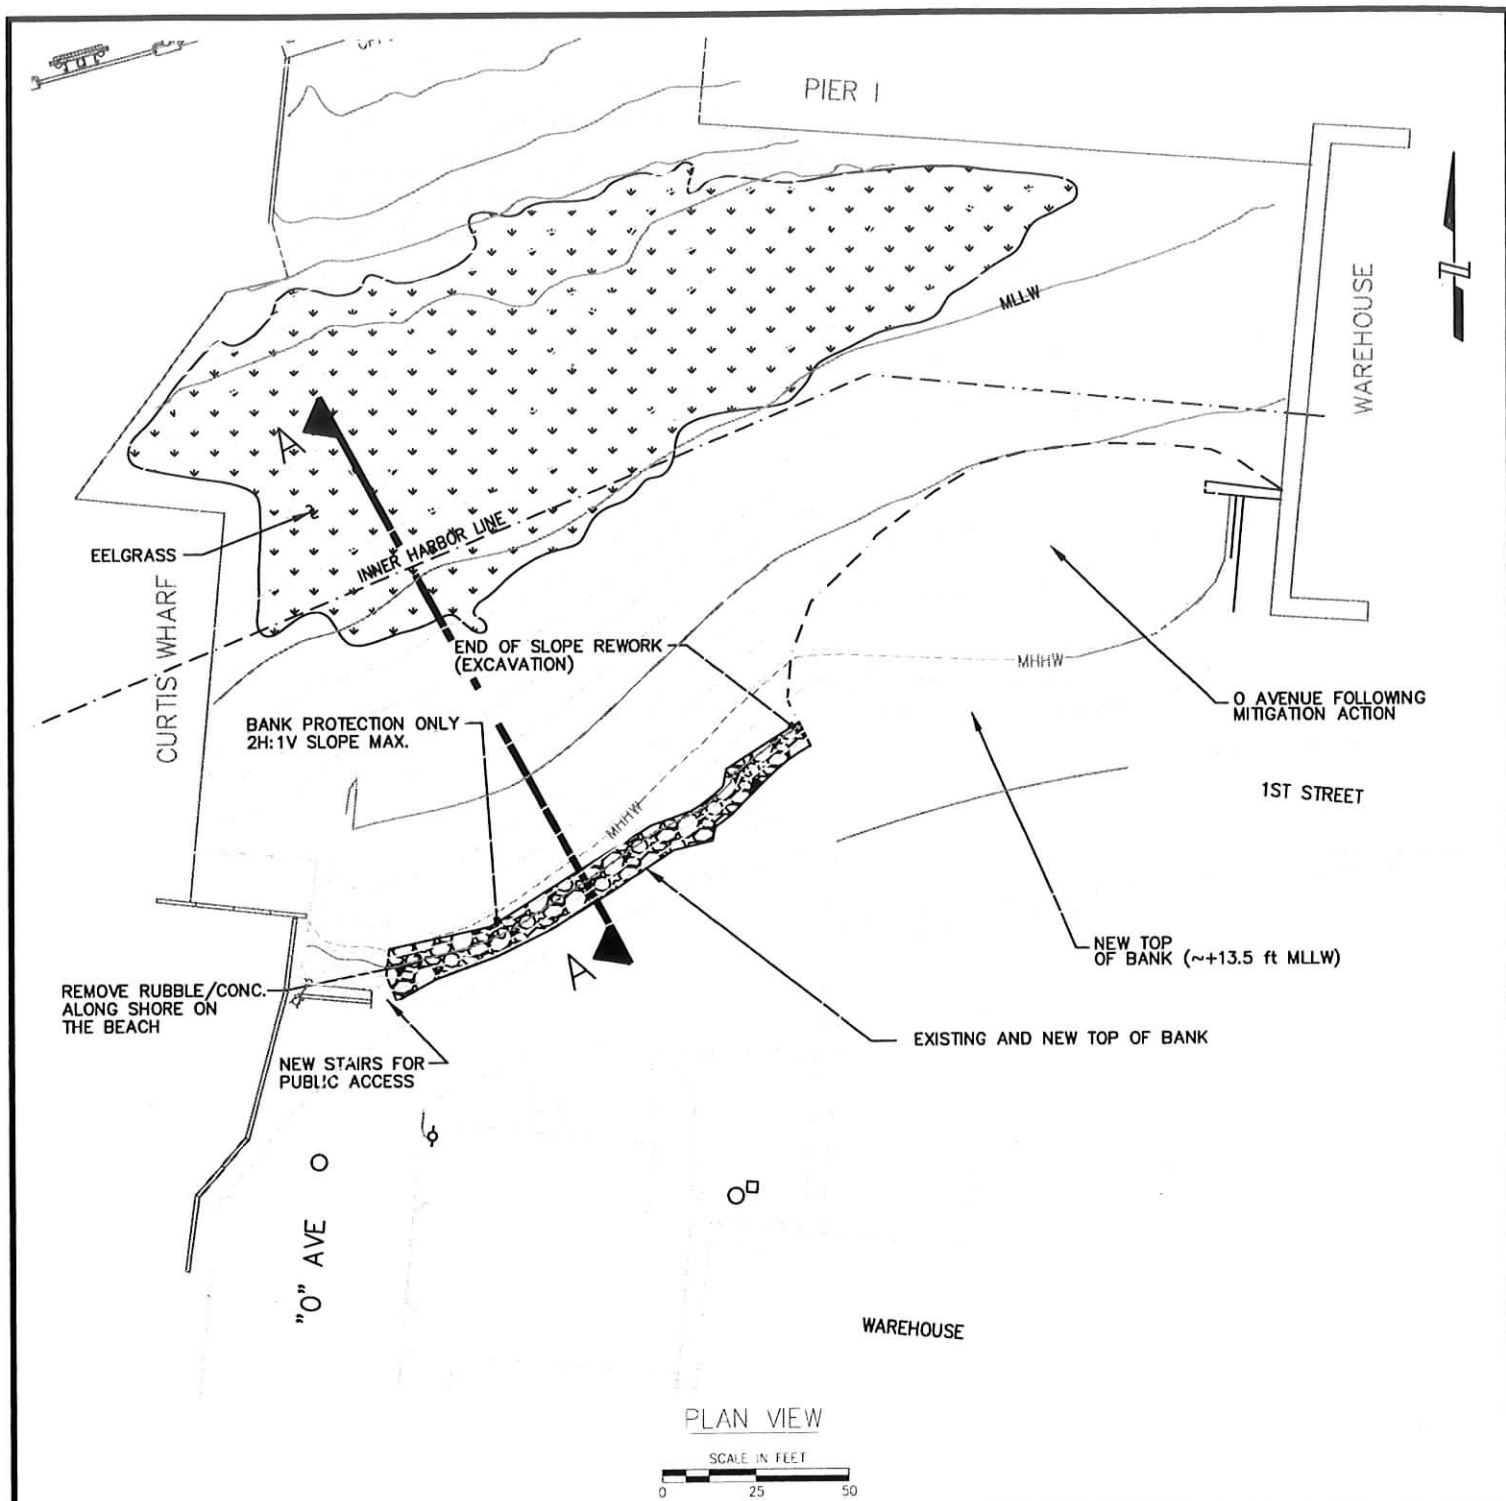 PIER 1
WAREHOUSE
MLLW
A
EELGRASS
INNER HARBOR LINE
CURTIS WHARF
END OF SLOPE REWORK
(EXCAVATION)
MHHW
O AVENUE FOLLOWING
MITIGATION ACTION
BANK PROTECTION ONLY
2H:1V SLOPE MAX.
1ST STREET
MHHW
NEW TOP
OF BANK (~+13.5 ft MLLW)
A
REMOVE RUBBLE/CONC.
ALONG SHORE ON
THE BEACH
EXISTING AND NEW TOP OF BANK
NEW STAIRS FOR
PUBLIC ACCESS
"O" AVE
WAREHOUSE
PLAN VIEW
SCALE IN FEET
0 25 50